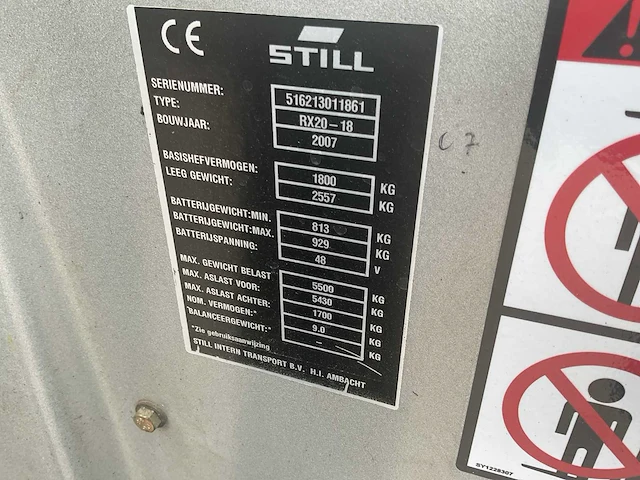 CE
STILL
SERIENUMMER: 516213011861
TYPE: RX20-18
BOUWJAAR: 2007
BASISHEFVERMOGEN: 1800 KG
LEEG GEWICHT: 2557 KG
BATTERIJGEWICHT:MIN. 813 KG
BATTERIJGEWICHT:MAX. 929 KG
BATTERIJSPANNING: 48 V
MAX. GEWICHT BELAST 5500 KG
MAX. ASLAST VOOR: 5430 KG
MAX. ASLAST ACHTER: 1700 KG
NOM. VERMOGEN:* 9.0 KG
BALANCEERGEWICHT:* – KG
*Zie gebruiksaanwijzing
STILL INTERN TRANSPORT B.V. H.I. AMBACHT
C7
SY1228307